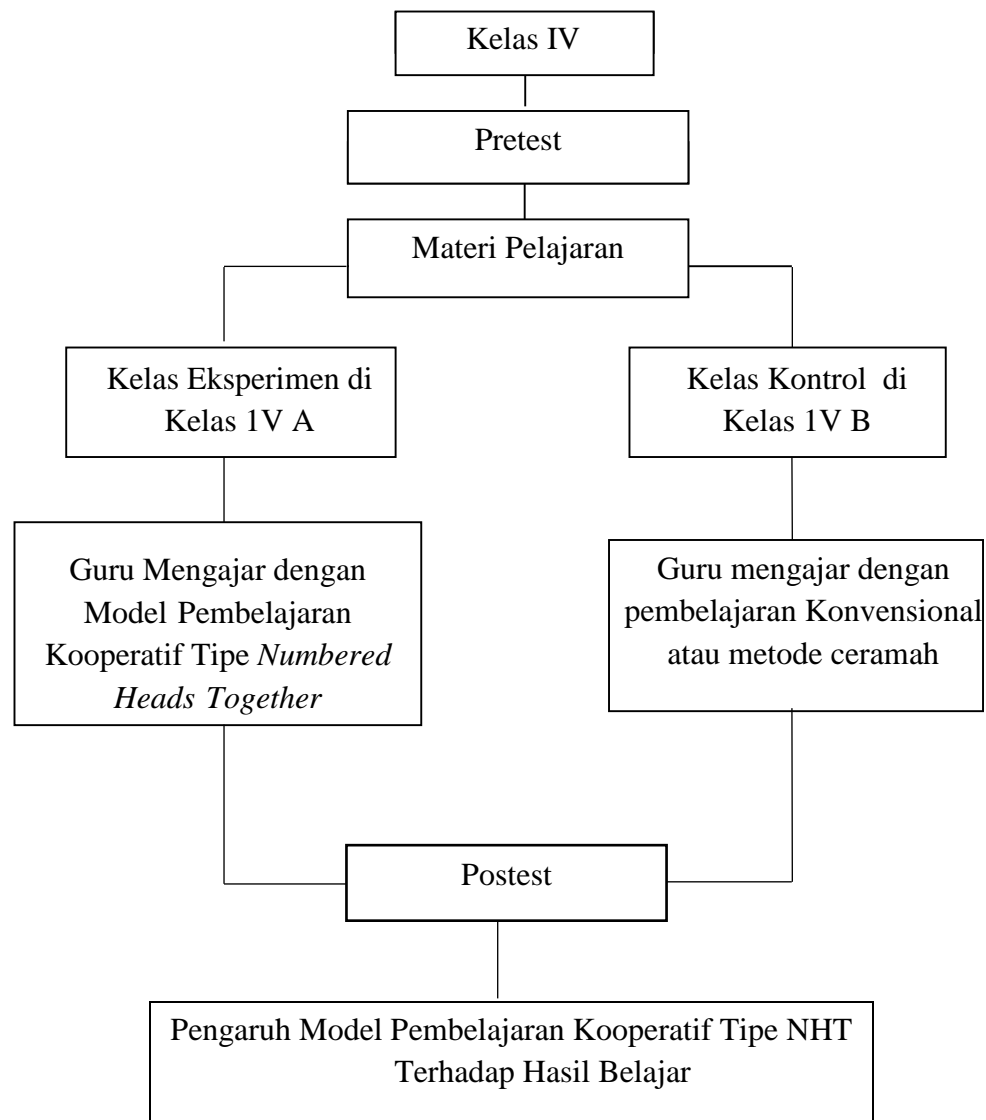 Kelas IV
Pretest
Materi Pelajaran
Kelas Eksperimen di
Kelas 1V A
Kelas Kontrol di
Kelas 1V B
Guru Mengajar dengan
Model Pembelajaran
Kooperatif Tipe Numbered
Heads Together
Guru mengajar dengan
pembelajaran Konvensional
atau metode ceramah
Postest
Pengaruh Model Pembelajaran Kooperatif Tipe NHT
Terhadap Hasil Belajar